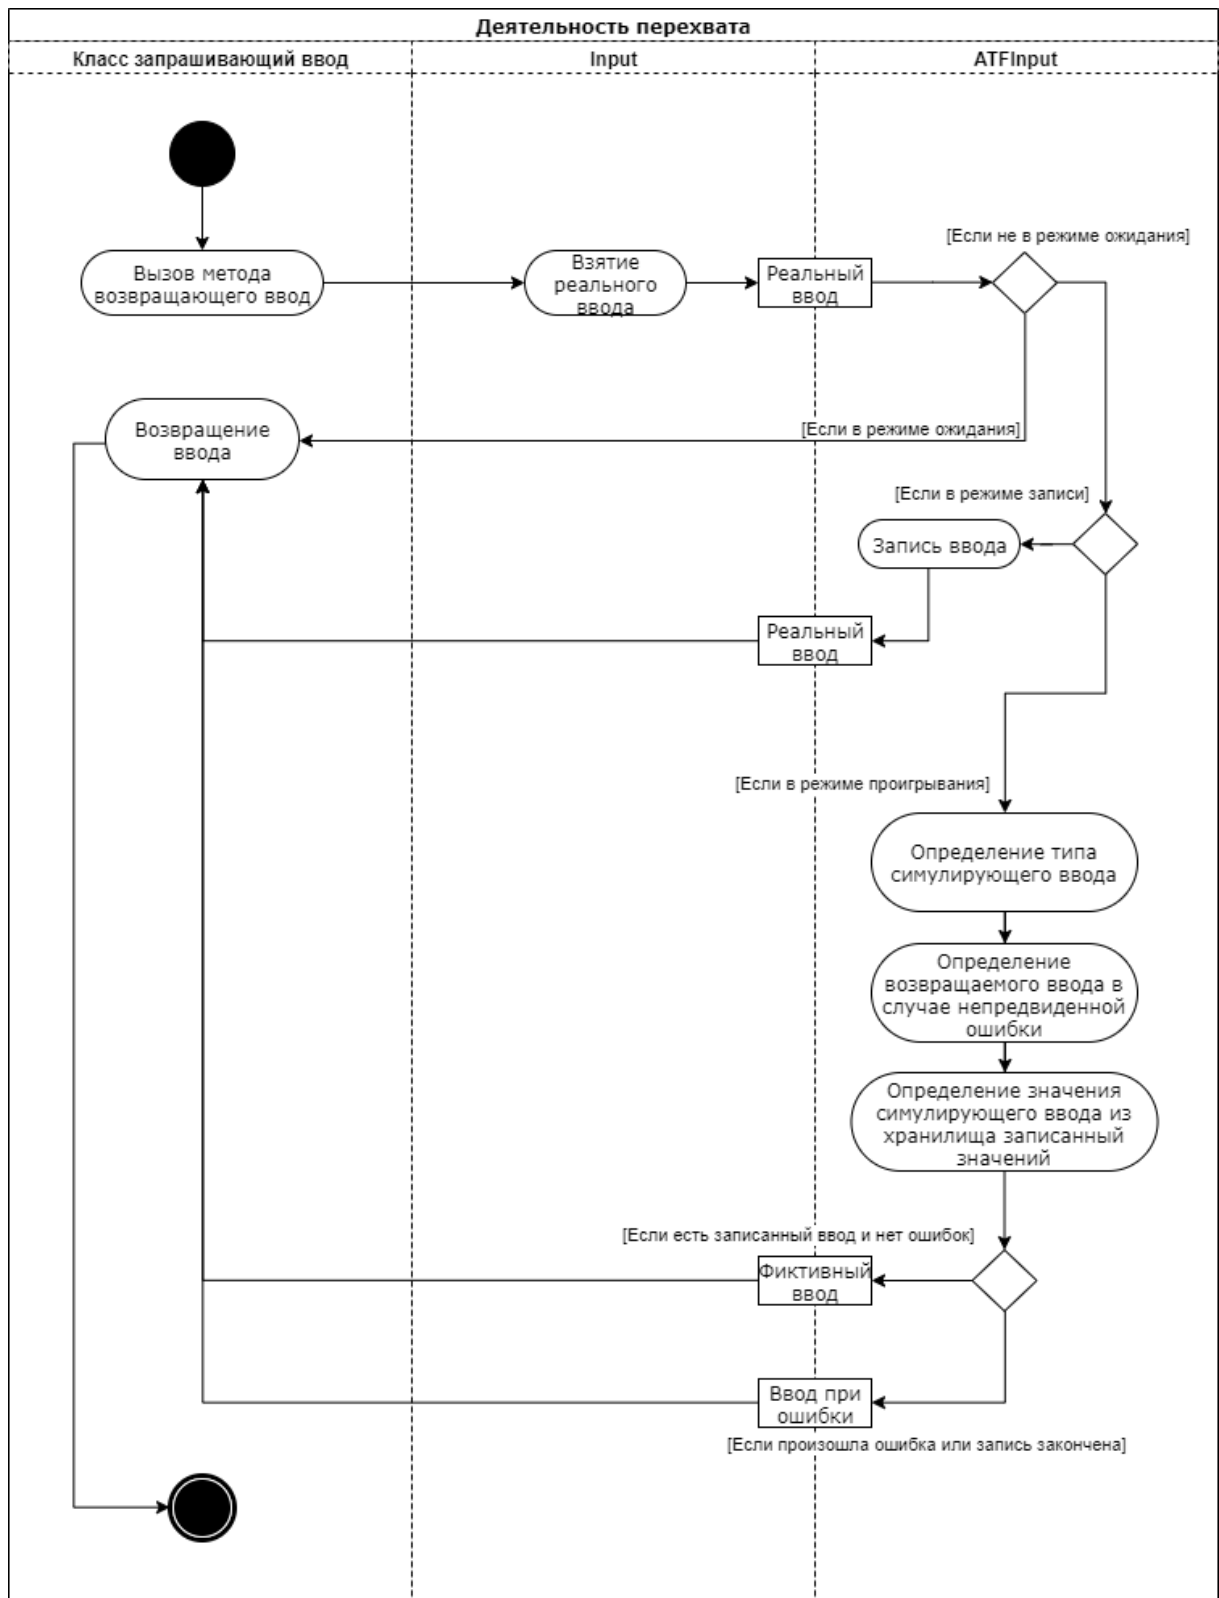 Деятельность перехвата
Класс запрашивающий ввод
Input
ATFInput
[Если не в режиме ожидания]
Вызов метода
возвращающего ввод
Взятие
реального
ввода
Реальный
ввод
Возвращение
ввода
[Если в режиме ожидания]
[Если в режиме записи]
Запись ввода
Реальный
ввод
[Если в режиме проигрывания]
Определение типа
симулирующего ввода
Определение
возвращаемого ввода в
случае непредвиденной
ошибки
Определение значения
симулирующего ввода из
хранилища записанный
значений
[Если есть записанный ввод и нет ошибок]
Фиктивный
ввод
Ввод при
ошибки
[Если произошла ошибка или запись закончена]